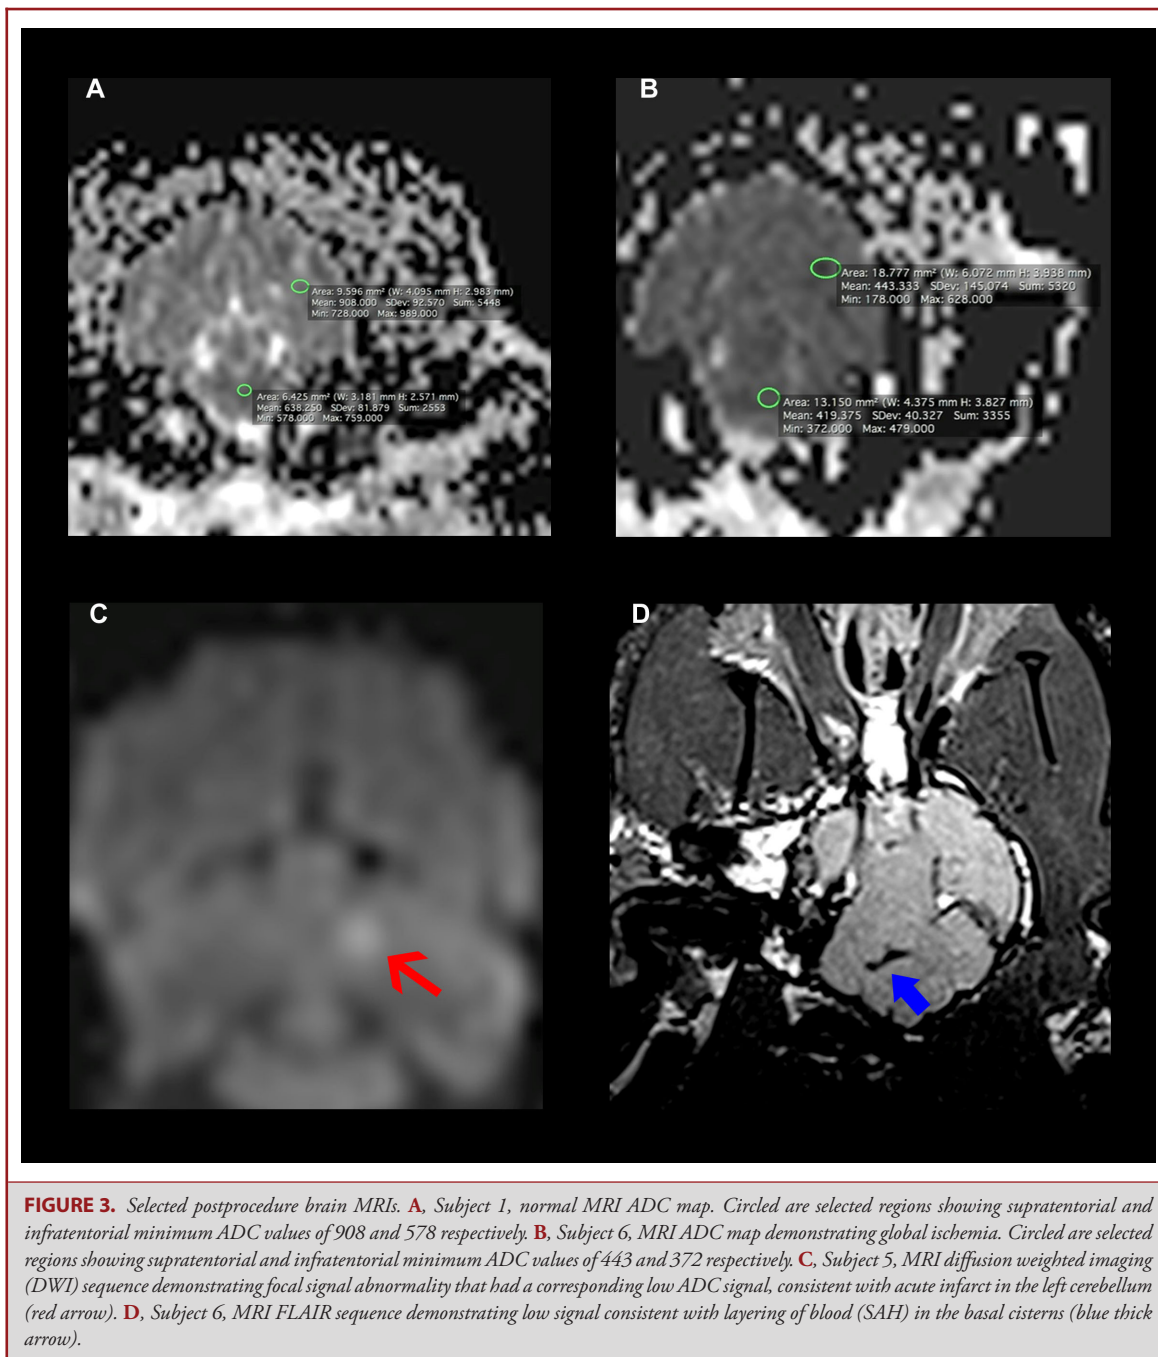 A
B
Area: 9.596 mm² (W: 4.095 mm H: 2.983 mm)
Mean: 908.000 SDev: 92.570 Sum: 5448
Min: 728.000 Max: 989.000
Area: 6.425 mm² (W: 3.181 mm H: 2.571 mm)
Mean: 638.250 SDev: 81.879 Sum: 2553
Min: 578.000 Max: 759.000
Area: 18.777 mm² (W: 6.072 mm H: 3.938 mm)
Mean: 443.333 SDev: 145.074 Sum: 5320
Min: 178.000 Max: 628.000
Area: 13.150 mm² (W: 4.375 mm H: 3.827 mm)
Mean: 419.375 SDev: 40.327 Sum: 3355
Min: 372.000 Max: 479.000
C
D
FIGURE 3. Selected postprocedure brain MRIs. A, Subject 1, normal MRI ADC map. Circled are selected regions showing supratentorial and
infratentorial minimum ADC values of 908 and 578 respectively. B, Subject 6, MRI ADC map demonstrating global ischemia. Circled are selected
regions showing supratentorial and infratentorial minimum ADC values of 443 and 372 respectively. C, Subject 5, MRI diffusion weighted imaging
(DWI) sequence demonstrating focal signal abnormality that had a corresponding low ADC signal, consistent with acute infarct in the left cerebellum
(red arrow). D, Subject 6, MRI FLAIR sequence demonstrating low signal consistent with layering of blood (SAH) in the basal cisterns (blue thick
arrow).